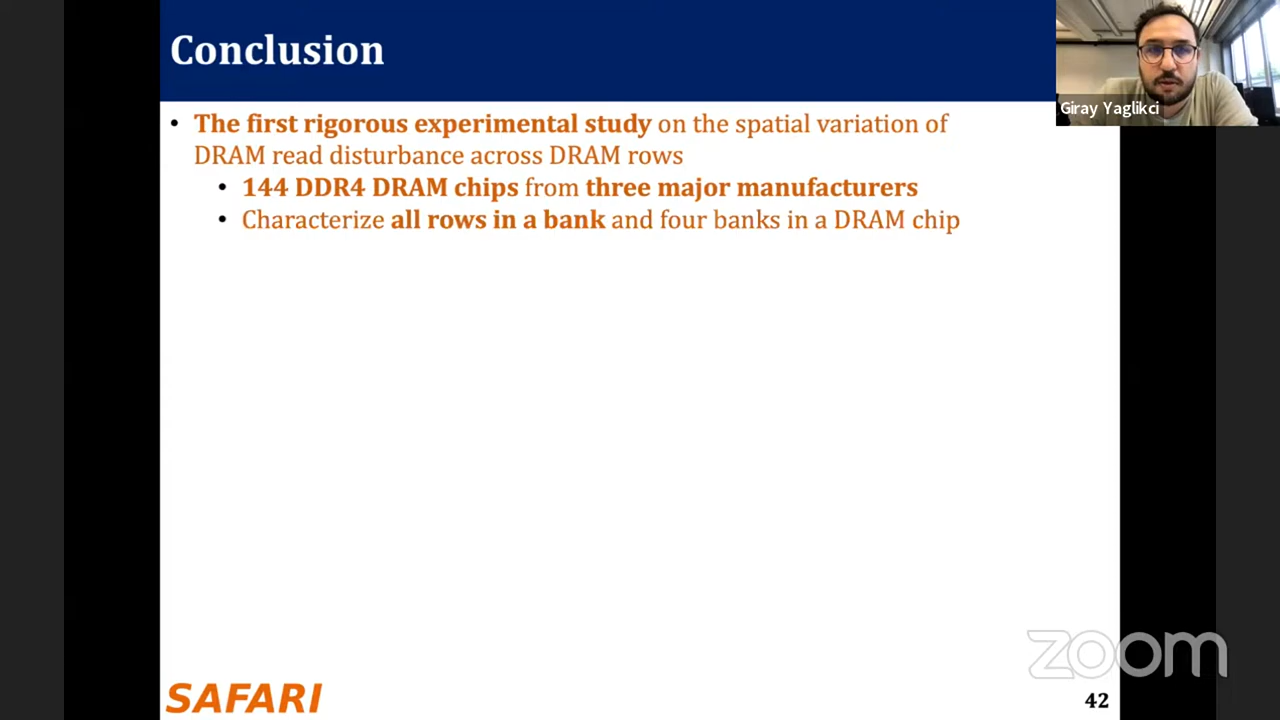 Conclusion
Giray Yaglikci
• The first rigorous experimental study on the spatial variation of
DRAM read disturbance across DRAM rows
• 144 DDR4 DRAM chips from three major manufacturers
• Characterize all rows in a bank and four banks in a DRAM chip
zoom
SAFARI
42